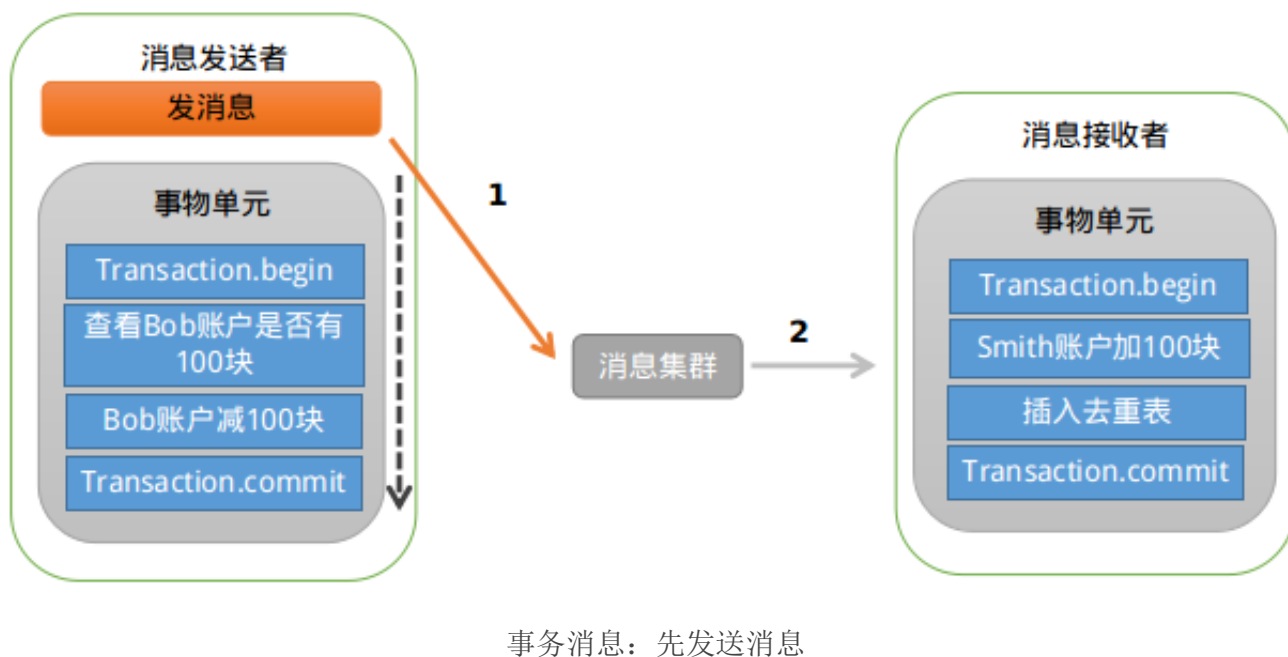 消息发送者
发消息
事物单元
Transaction.begin
查看Bob账户是否有
100块
Bob账户减100块
Transaction.commit
1
消息集群
2
消息接收者
事物单元
Transaction.begin
Smith账户加100块
插入去重表
Transaction.commit
事务消息：先发送消息